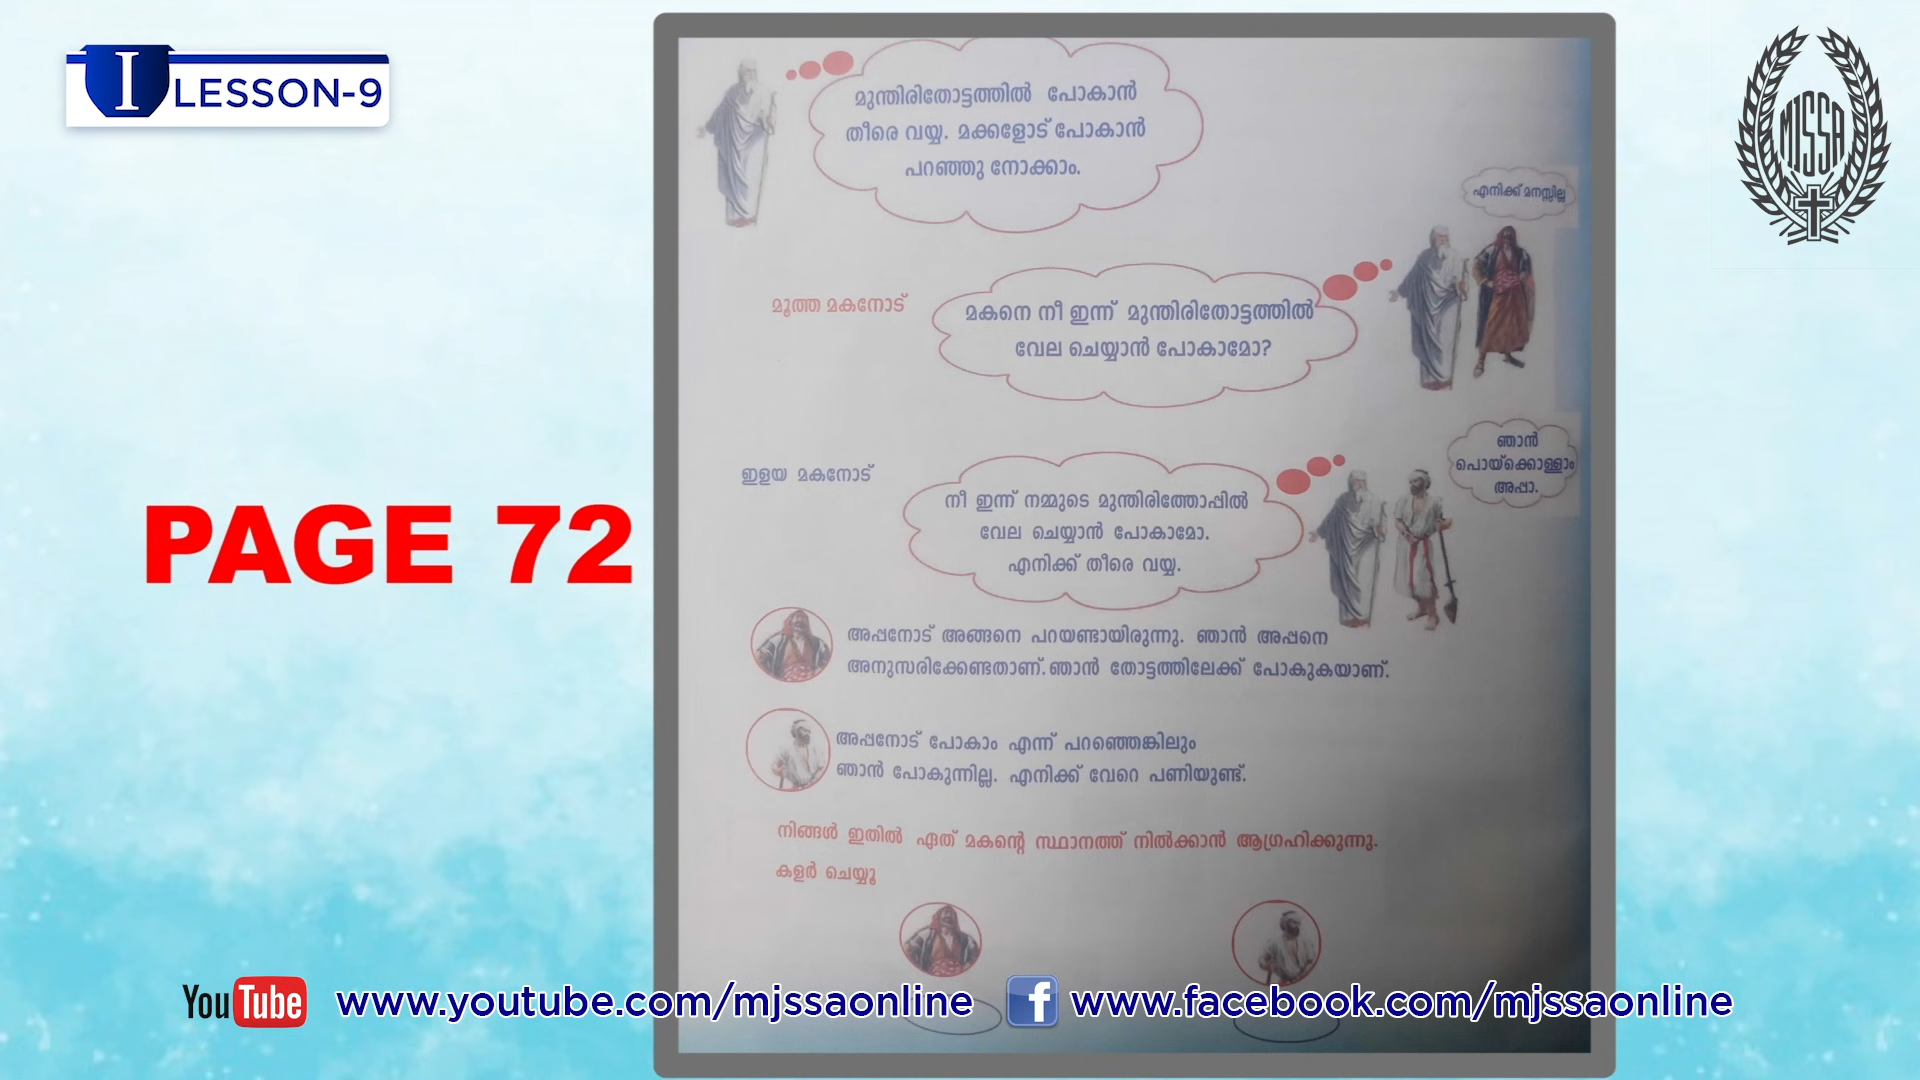 I LESSON-9
MJSSA
മുന്തിരിതോട്ടത്തിൽ പോകാൻ
തീരെ വയ്യ. മക്കളോട് പോകാൻ
പറഞ്ഞു നോക്കാം.
എനിക്ക് മനസ്സില്ല
മൂത്ത മകനോട്
മകനെ നീ ഇന്ന് മുന്തിരിതോട്ടത്തിൽ
വേല ചെയ്യാൻ പോകാമോ?
ഞാൻ
പൊയ്ക്കൊള്ളാം
അപ്പാ.
ഇളയ മകനോട്
നീ ഇന്ന് നമ്മുടെ മുന്തിരിത്തോപ്പിൽ
വേല ചെയ്യാൻ പോകാമോ.
എനിക്ക് തീരെ വയ്യ.
PAGE 72
അപ്പനോട് അങ്ങനെ പറയണ്ടായിരുന്നു. ഞാൻ അപ്പനെ
അനുസരിക്കേണ്ടതാണ്. ഞാൻ തോട്ടത്തിലേക്ക് പോകുകയാണ്.
അപ്പനോട് പോകാം എന്ന് പറഞ്ഞെങ്കിലും
ഞാൻ പോകുന്നില്ല. എനിക്ക് വേറെ പണിയുണ്ട്.
നിങ്ങൾ ഇതിൽ ഏത് മകന്റെ സ്ഥാനത്ത് നിൽക്കാൻ ആഗ്രഹിക്കുന്നു.
കളർ ചെയ്യൂ
YouTube www.youtube.com/mjssaonline f www.facebook.com/mjssaonline